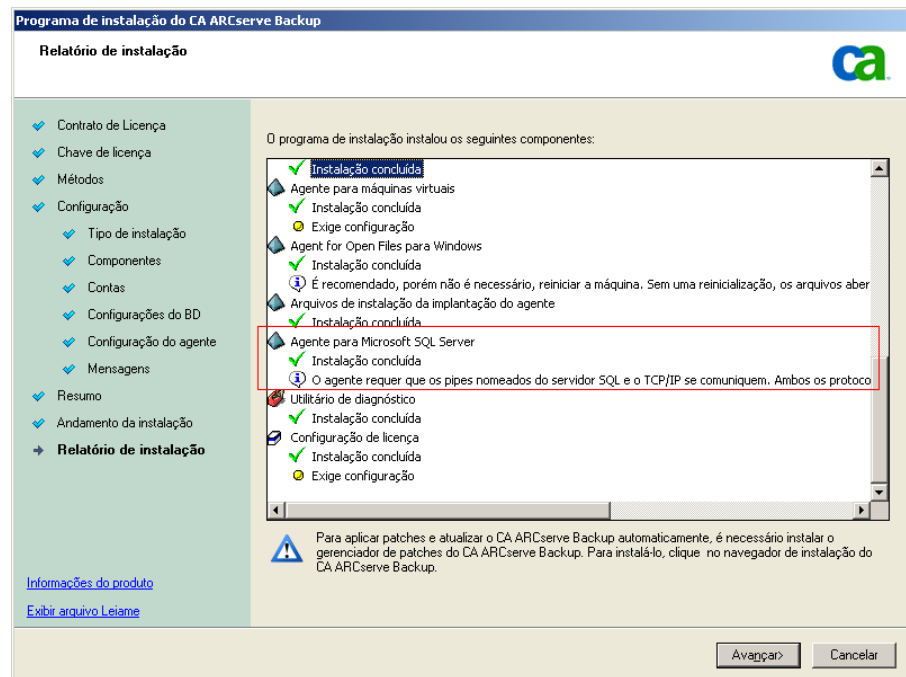 Programa de instalação do CA ARCserve Backup
Relatório de instalação
ca
Contrato de Licença
Chave de licença
Métodos
Configuração
Tipo de instalação
Componentes
Contas
Configurações do BD
Configuração do agente
Mensagens
Resumo
Andamento da instalação
Relatório de instalação
Informações do produto
Exibir arquivo Leiame
O programa de instalação instalou os seguintes componentes:
Instalação concluída
Agente para máquinas virtuais
Instalação concluída
Exige configuração
Agent for Open Files para Windows
Instalação concluída
É recomendado, porém não é necessário, reiniciar a máquina. Sem uma reinicialização, os arquivos aber
Arquivos de instalação da implantação do agente
Instalação concluída
Agente para Microsoft SQL Server
Instalação concluída
O agente requer que os pipes nomeados do servidor SQL e o TCP/IP se comuniquem. Ambos os protoco
Utilitário de diagnóstico
Instalação concluída
Configuração de licença
Instalação concluída
Exige configuração
Para aplicar patches e atualizar o CA ARCserve Backup automaticamente, é necessário instalar o
gerenciador de patches do CA ARCserve Backup. Para instalá-lo, clique no navegador de instalação do
CA ARCserve Backup.
Avançar>
Cancelar